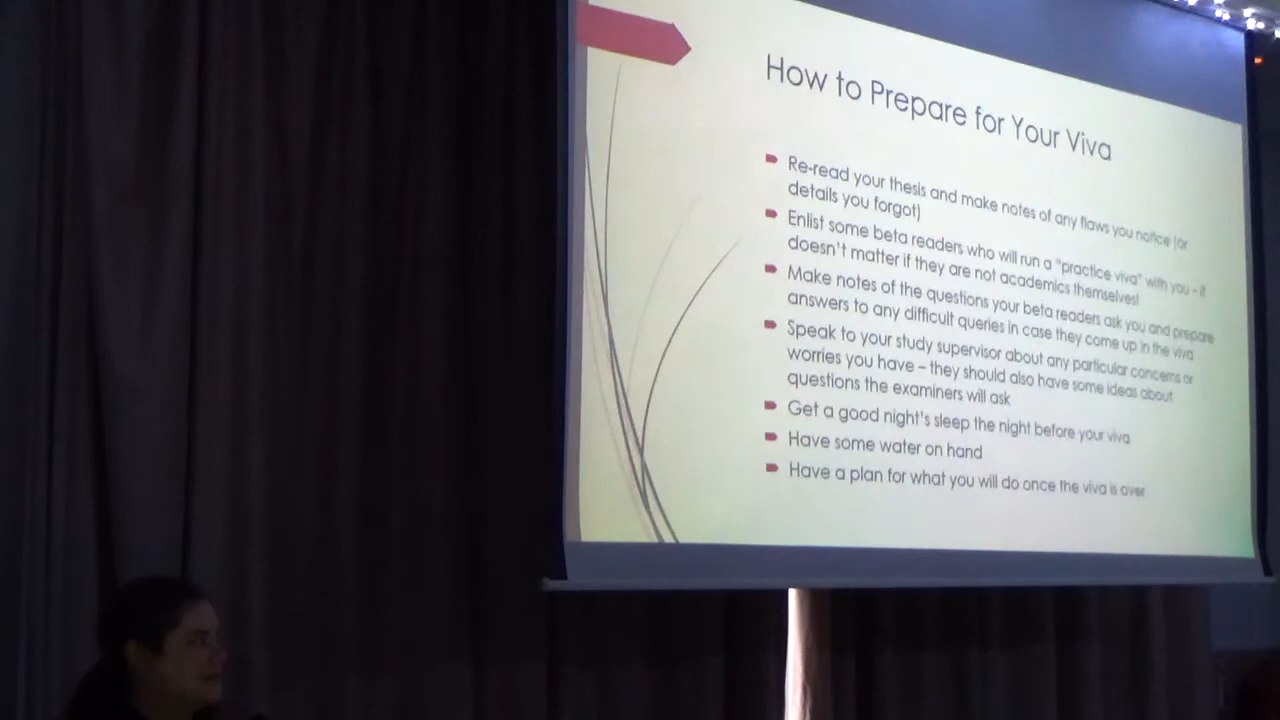 How to Prepare for Your Viva
Re-read your thesis and make notes of any flaws you notice (or
details you forgot)
Enlist some beta readers who will run a "practice viva" with you – it
doesn't matter if they are not academics themselves!
Make notes of the questions your beta readers ask you and prepare
answers to any difficult queries in case they come up in the viva
Speak to your study supervisor about any particular concerns or
worries you have – they should also have some ideas about
questions the examiners will ask
Get a good night's sleep the night before your viva
Have some water on hand
Have a plan for what you will do once the viva is over